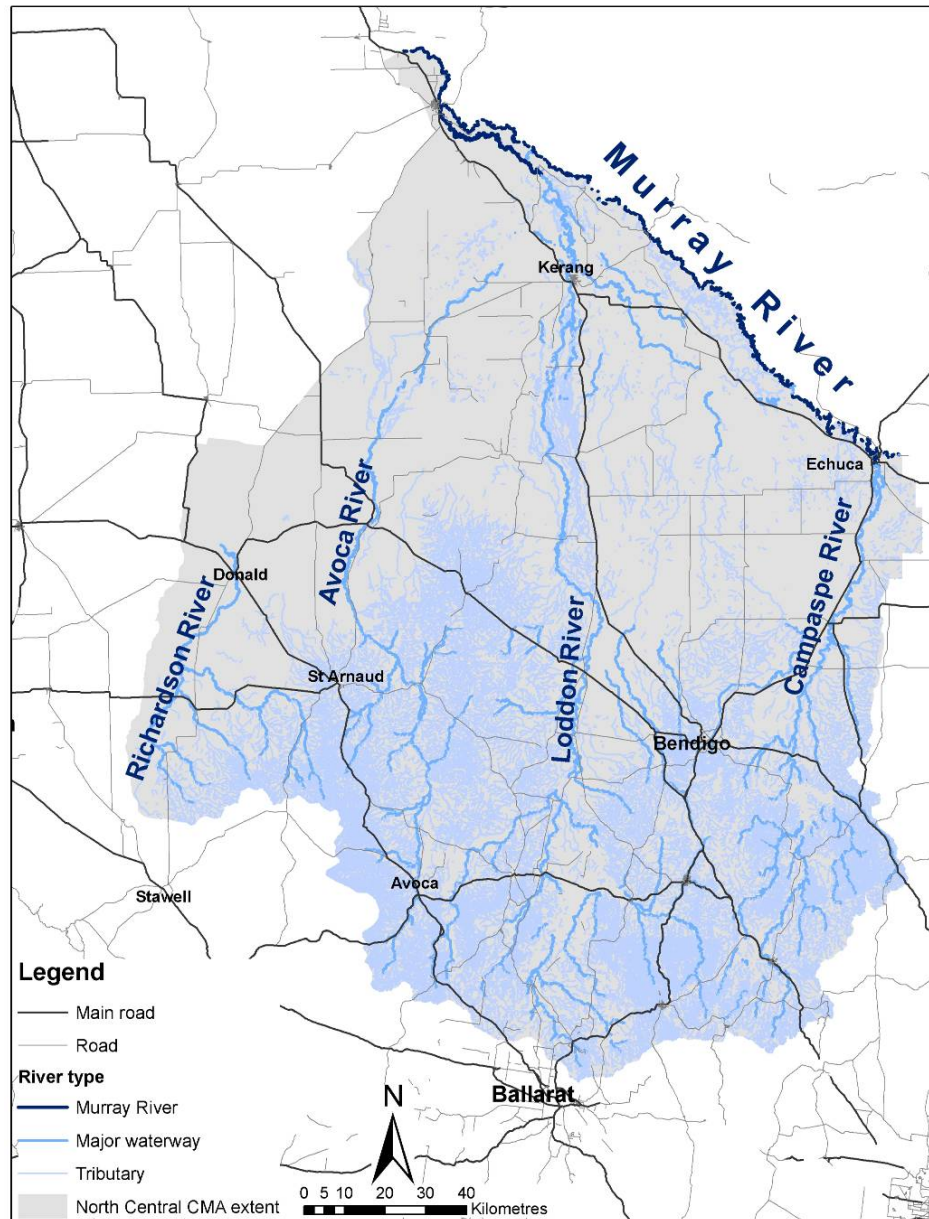 Murray River
Kerang
Echuca
Avoca River
Campaspe River
Donald
Richardson River
Loddon River
St Arnaud
Bendigo
Avoca
Stawell
Legend
Main road
Road
River type
Murray River
Major waterway
Tributary
North Central CMA extent
Ballarat
N
0 5 10 20 30 40
Kilometres